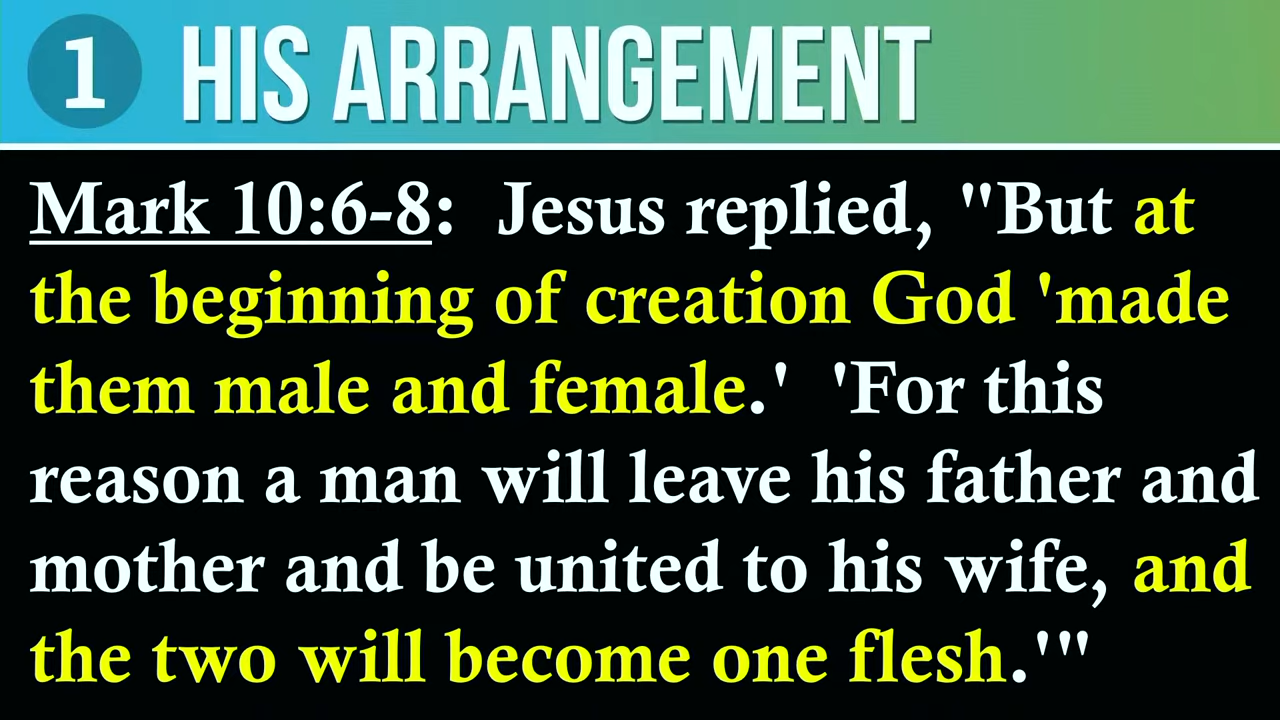 1 HIS ARRANGEMENT
Mark 10:6-8: Jesus replied, "But at
the beginning of creation God 'made
them male and female.' 'For this
reason a man will leave his father and
mother and be united to his wife, and
the two will become one flesh.'"